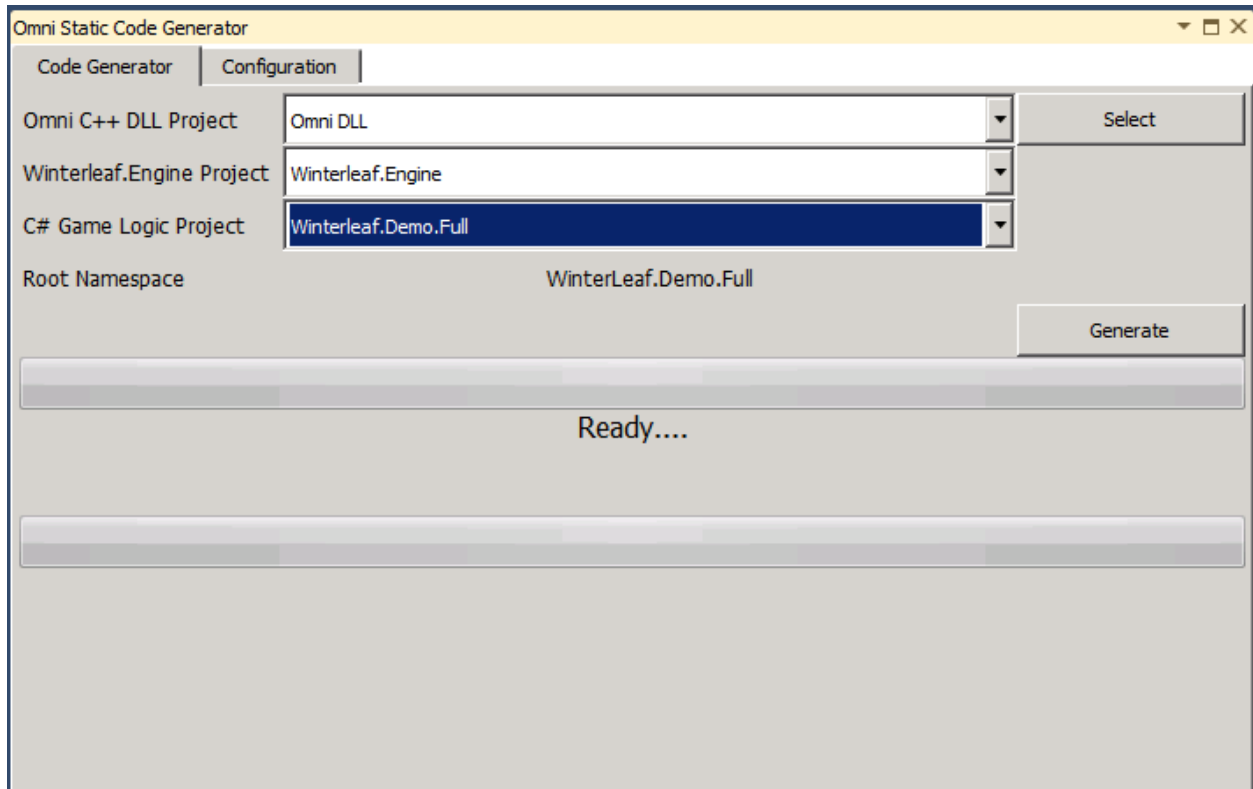 Omni Static Code Generator
Code Generator Configuration
Omni C++ DLL Project Omni DLL Select
Winterleaf.Engine Project Winterleaf.Engine
C# Game Logic Project Winterleaf.Demo.Full
Root Namespace WinterLeaf.Demo.Full
Generate
Ready....